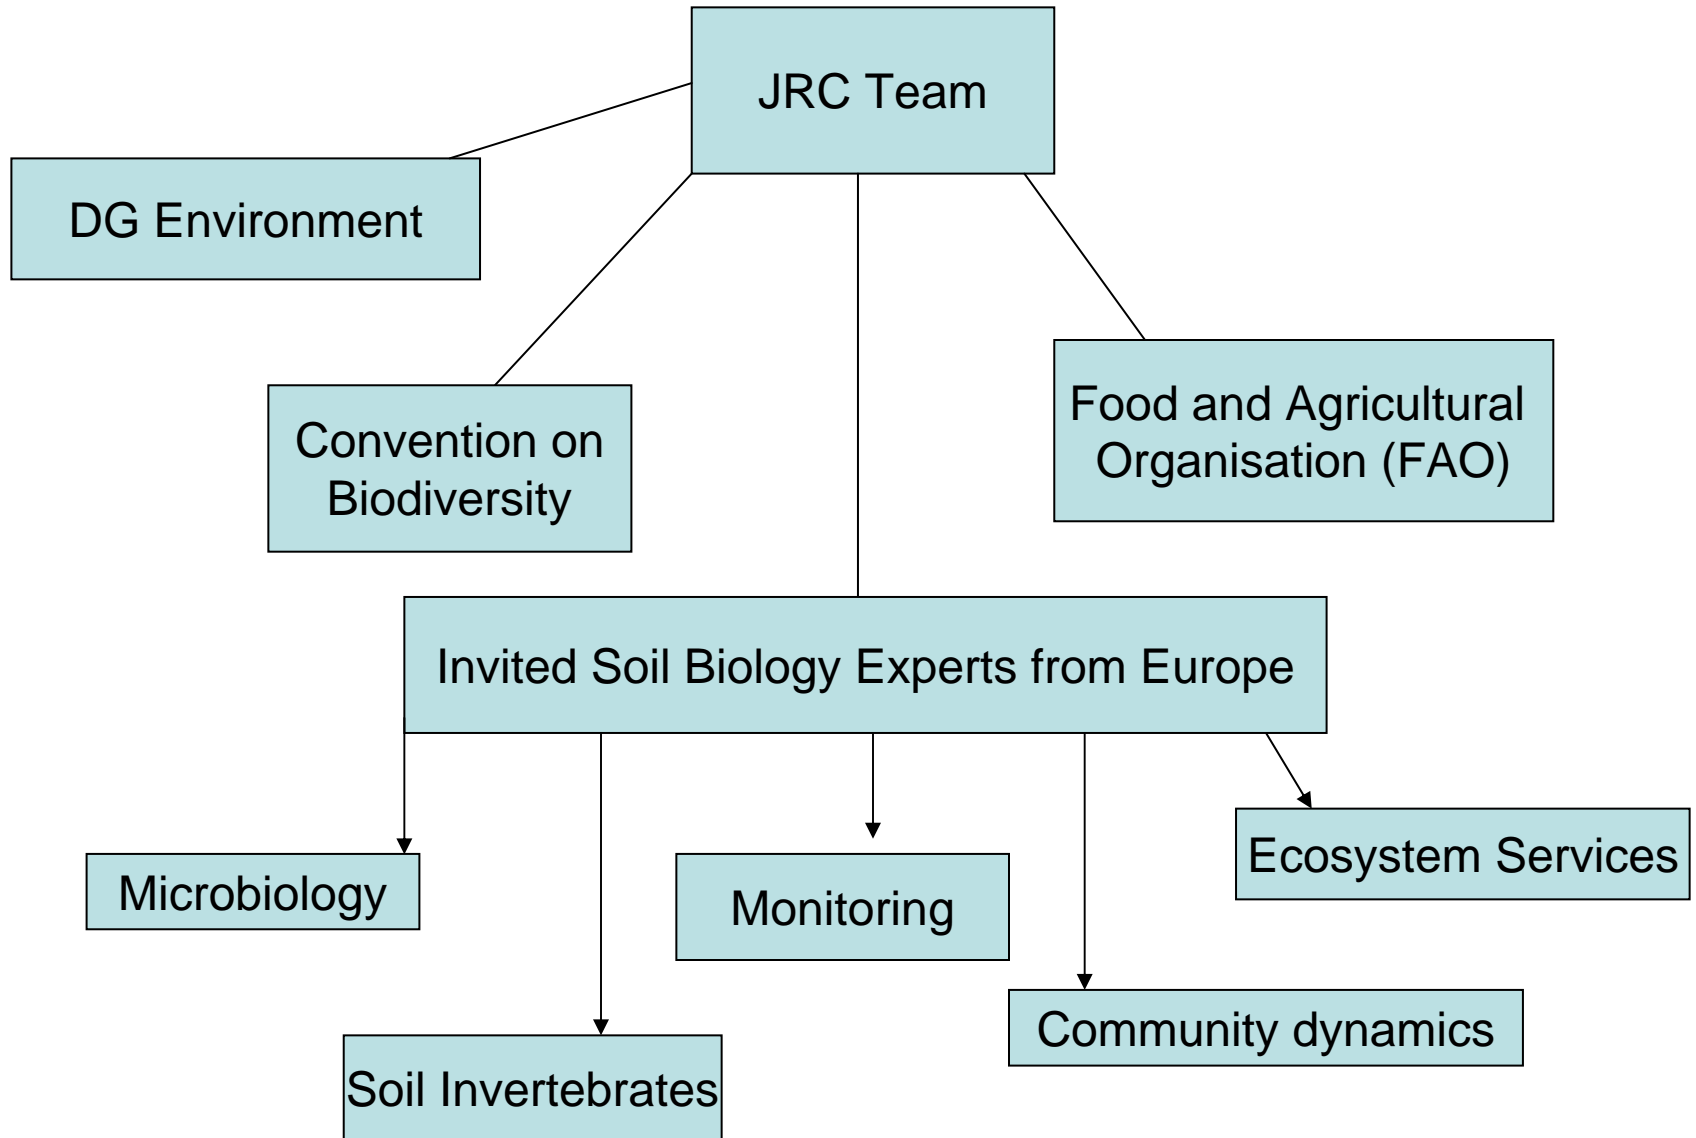 JRC Team
DG Environment
Convention on
Biodiversity
Food and Agricultural
Organisation (FAO)
Invited Soil Biology Experts from Europe
Microbiology
Soil Invertebrates
Monitoring
Community dynamics
Ecosystem Services